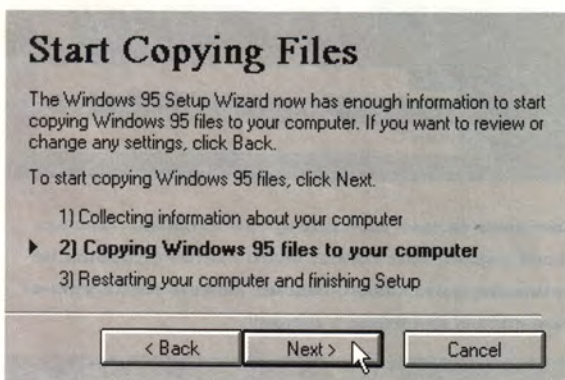 Start Copying Files
The Windows 95 Setup Wizard now has enough information to start
copying Windows 95 files to your computer. If you want to review or
change any settings, click Back.
To start copying Windows 95 files, click Next.
1) Collecting information about your computer
2) Copying Windows 95 files to your computer
3) Restarting your computer and finishing Setup
< Back Next > Cancel